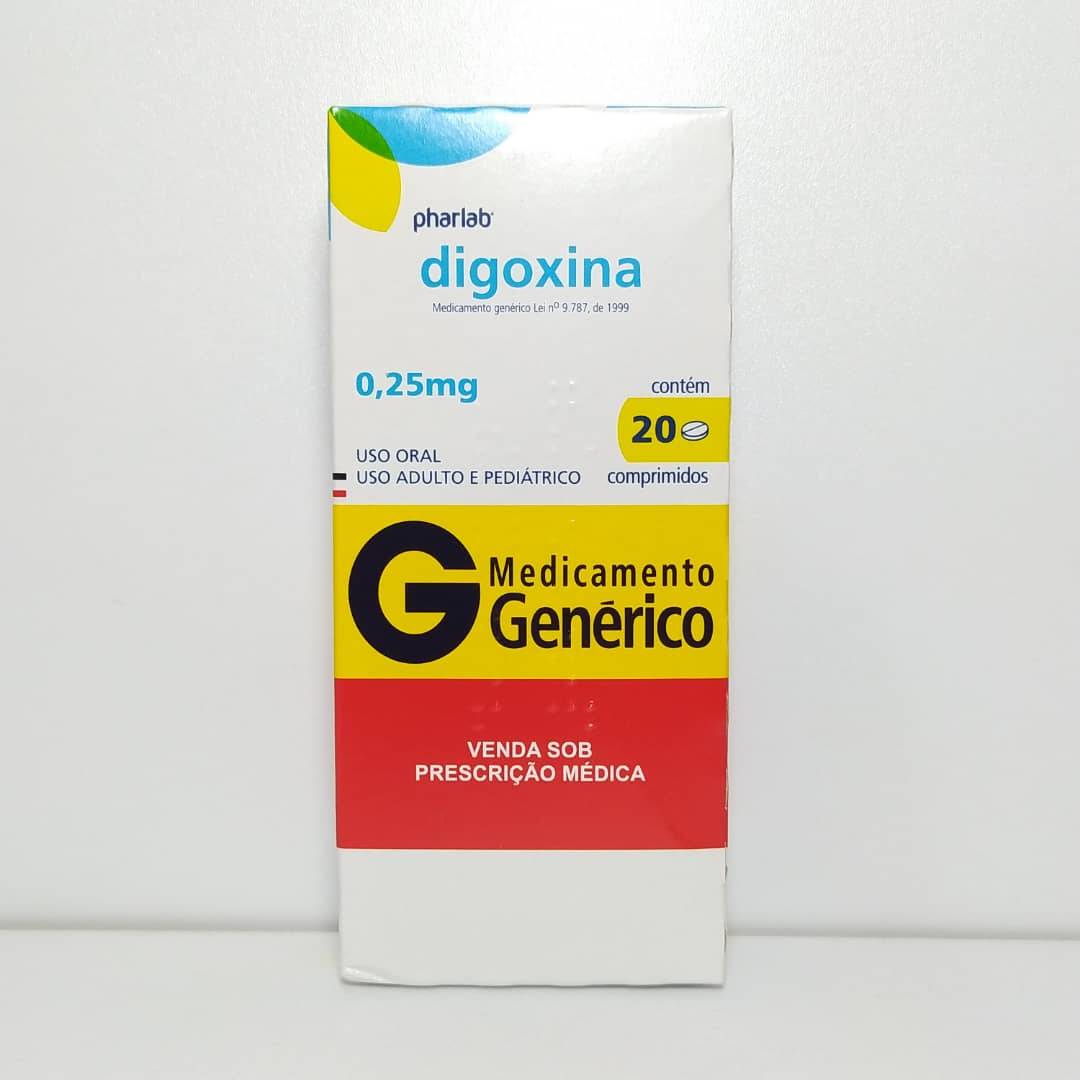 pharlab
digoxina
Medicamento genérico Lei nº 9.787, de 1999
0,25mg
contém
20
comprimidos
USO ORAL
USO ADULTO E PEDIÁTRICO
G Medicamento
Genérico
VENDA SOB
PRESCRIÇÃO MÉDICA